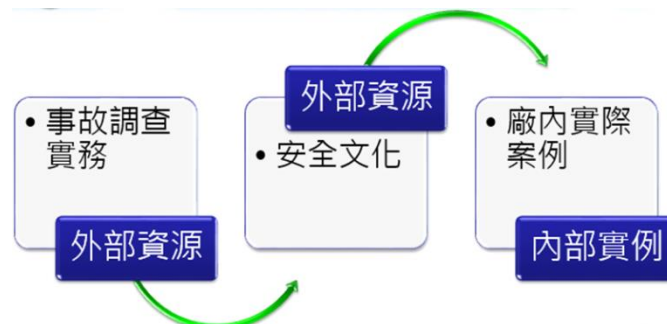 • 事故調查
實務
外部資源
外部資源
• 安全文化
• 廠內實際
案例
內部實例